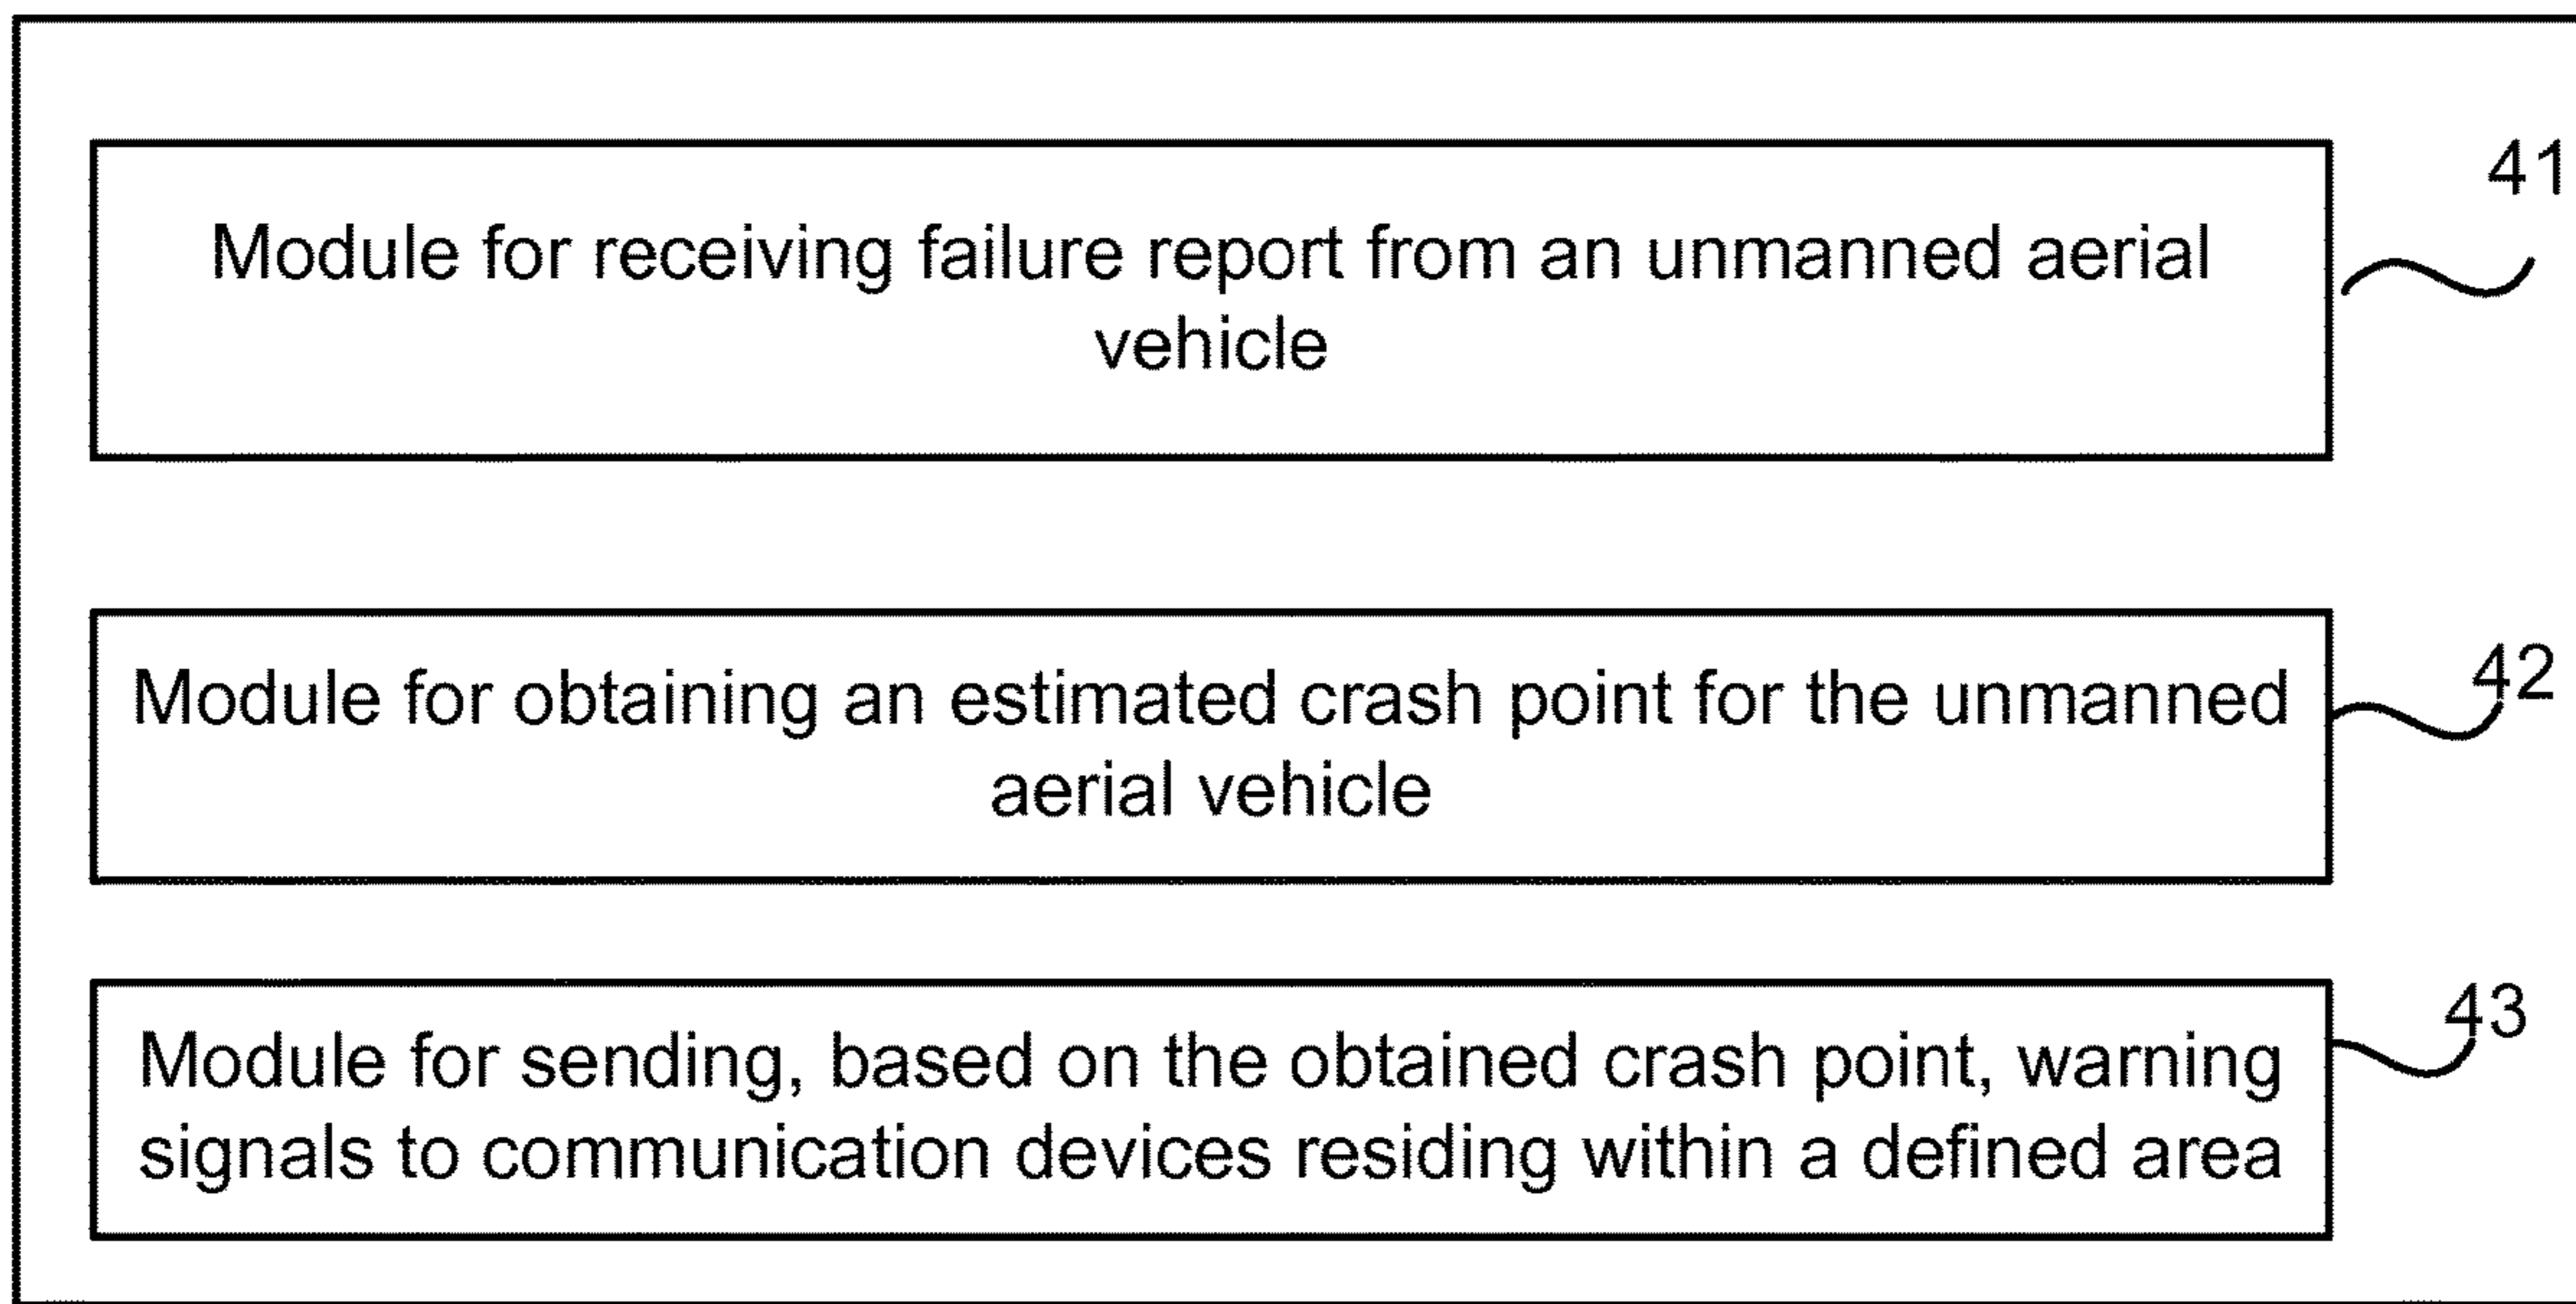 41
Module for receiving failure report from an unmanned aerial
vehicle
42
Module for obtaining an estimated crash point for the unmanned
aerial vehicle
43
Module for sending, based on the obtained crash point, warning
signals to communication devices residing within a defined area